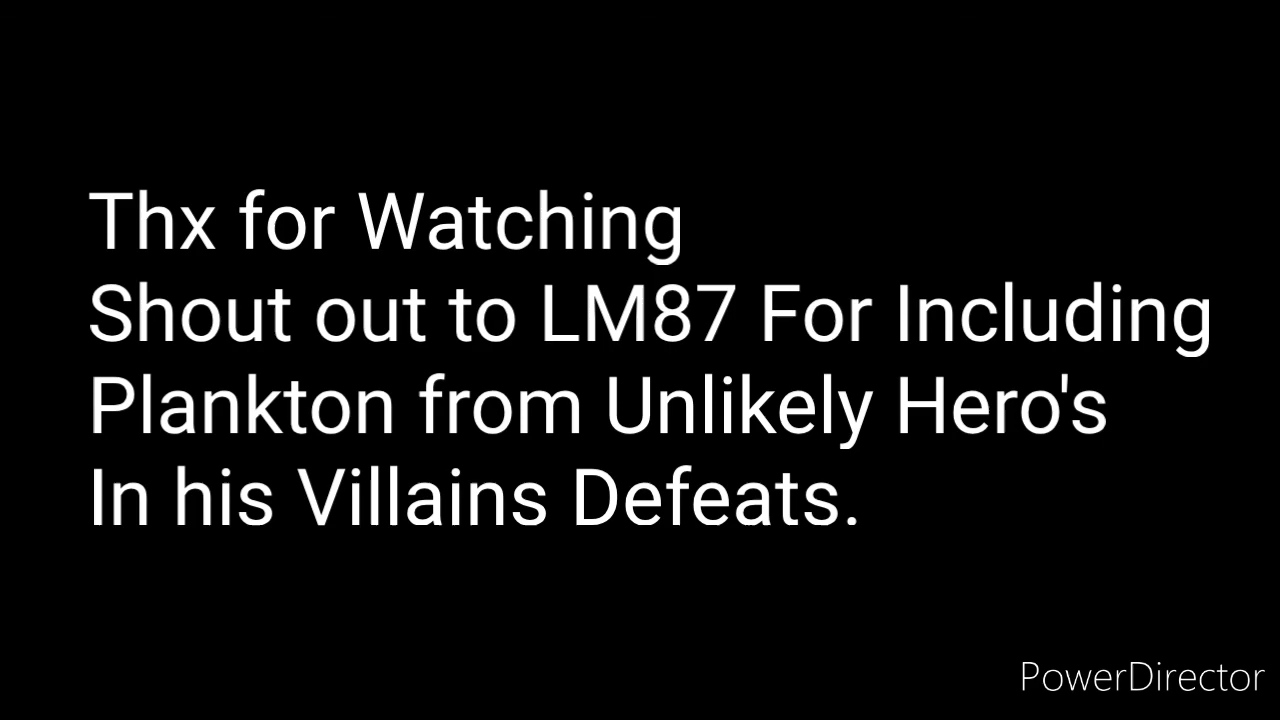 Thx for Watching
Shout out to LM87 For Including
Plankton from Unlikely Hero's
In his Villains Defeats.
PowerDirector